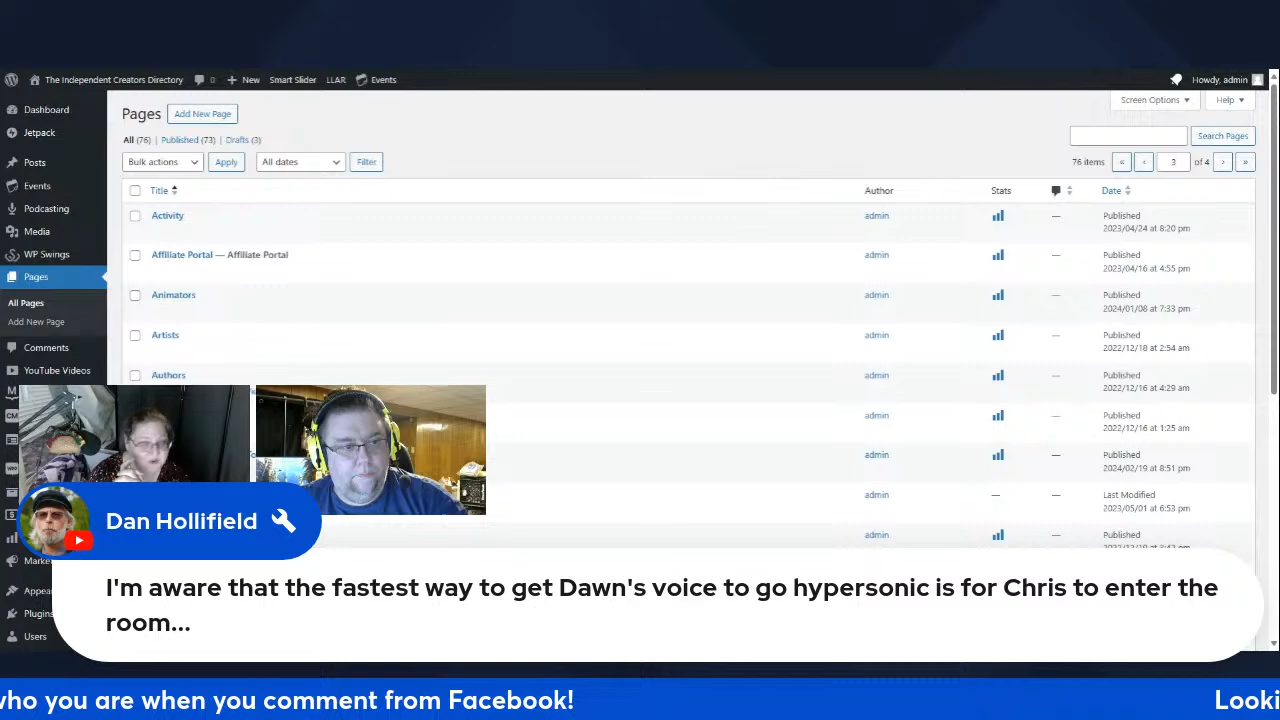 The Independent Creators Directory 0 New Smart Slider LLAR Events Howdy, admin
Screen Options Help
Dashboard
Jetpack
Posts
Events
Podcasting
Media
WP Swings
Pages
All Pages
Add New Page
Comments
YouTube Videos
Pages Add New Page
All (76) | Published (73) | Drafts (3)
Search Pages
Bulk actions Apply All dates Filter
76 items « ‹ 3 of 4 › »
Title Author Stats Date
Activity admin — Published
2023/04/24 at 8:20 pm
Affiliate Portal — Affiliate Portal admin — Published
2023/04/16 at 4:55 pm
Animators admin — Published
2024/01/08 at 7:33 pm
Artists admin — Published
2022/12/18 at 2:54 am
Authors admin — Published
2022/12/16 at 4:29 am
admin — Published
2022/12/16 at 1:25 am
admin — Published
2024/02/19 at 8:51 pm
admin — — Last Modified
2023/05/01 at 6:53 pm
admin — Published
Market
Appea
Plugins
Users
Dan Hollifield
I'm aware that the fastest way to get Dawn's voice to go hypersonic is for Chris to enter the
room...
who you are when you comment from Facebook! Looki